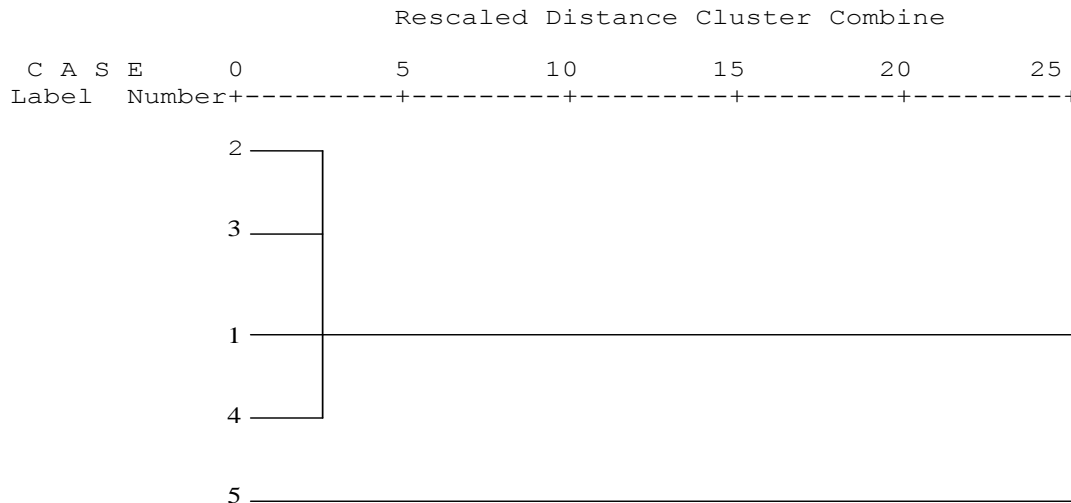 Rescaled Distance Cluster Combine
C A S E 0 5 10 15 20 25
Label Number+---------+---------+---------+---------+---------+
2
3
1
4
5